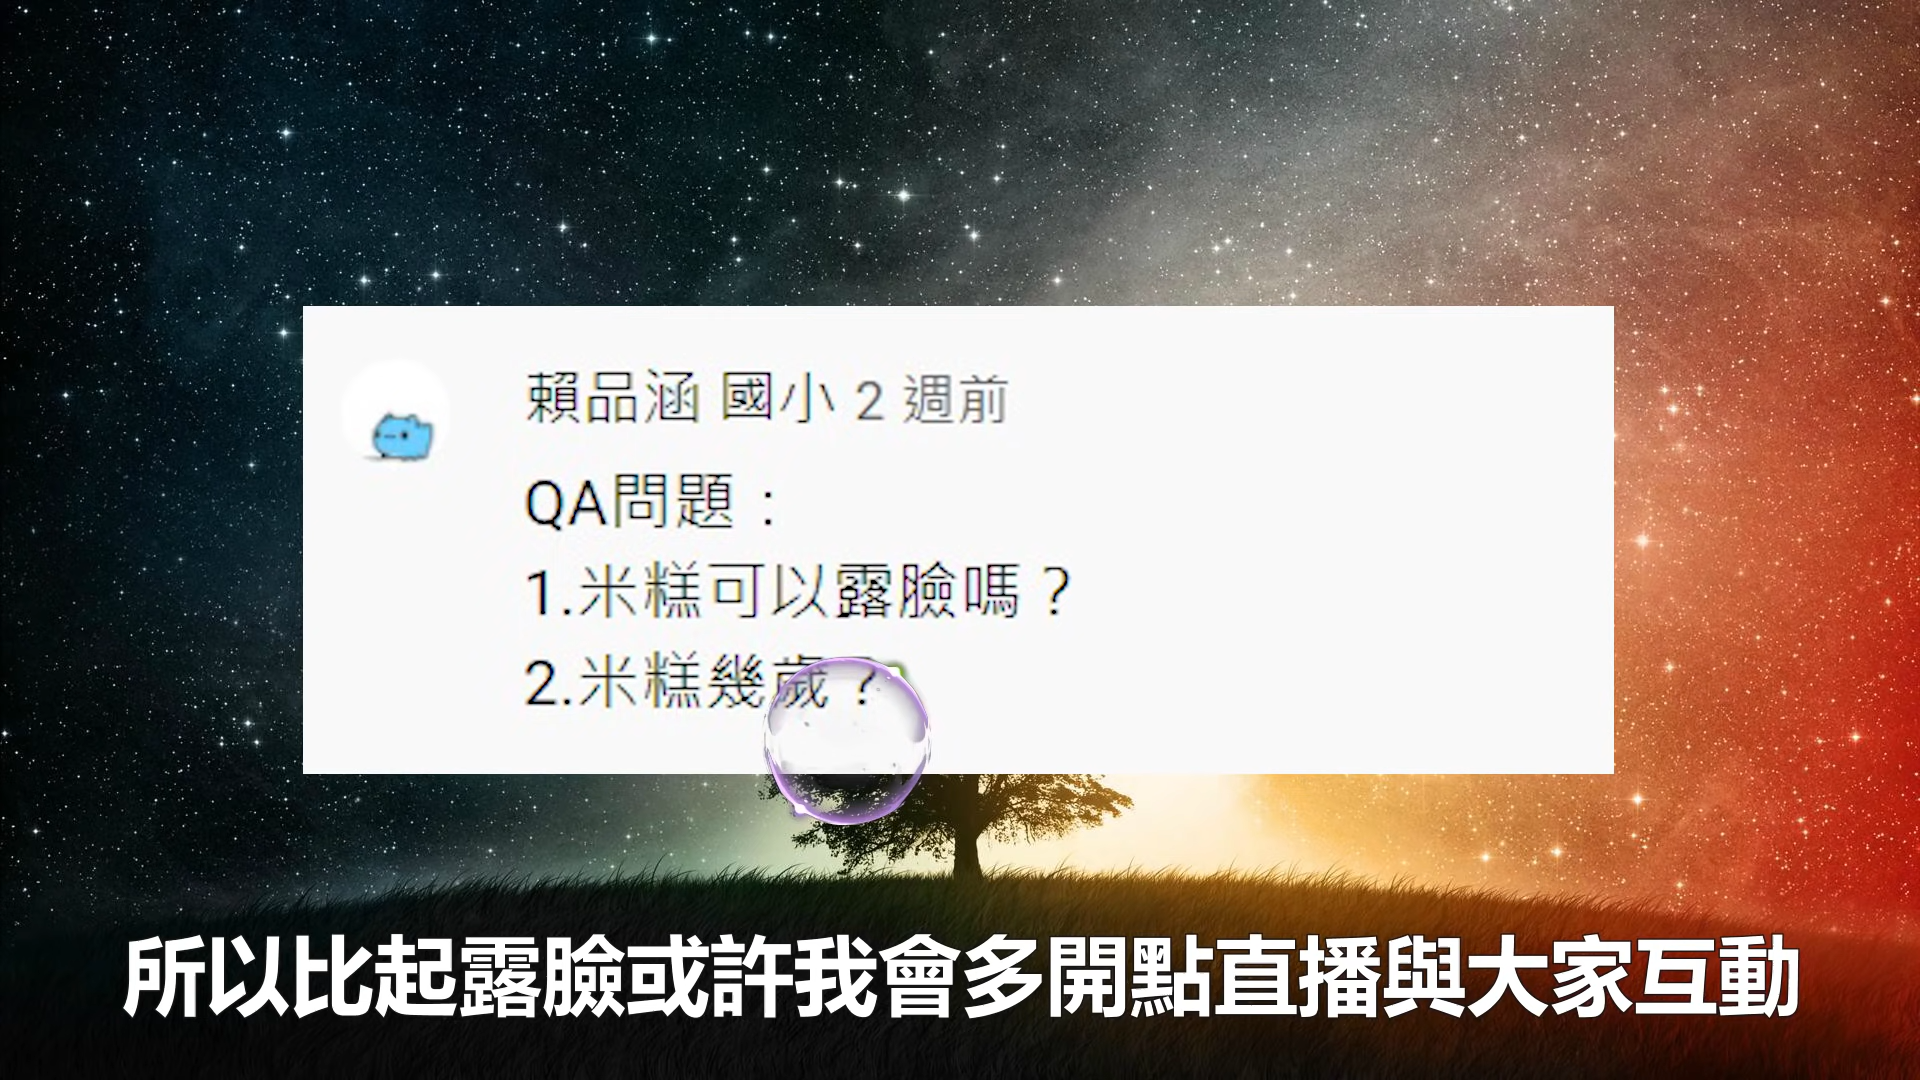 賴品涵 國小 2 週前
QA問題：
1.米糕可以露臉嗎？
2.米糕幾歲？
所以比起露臉或許我會多開點直播與大家互動